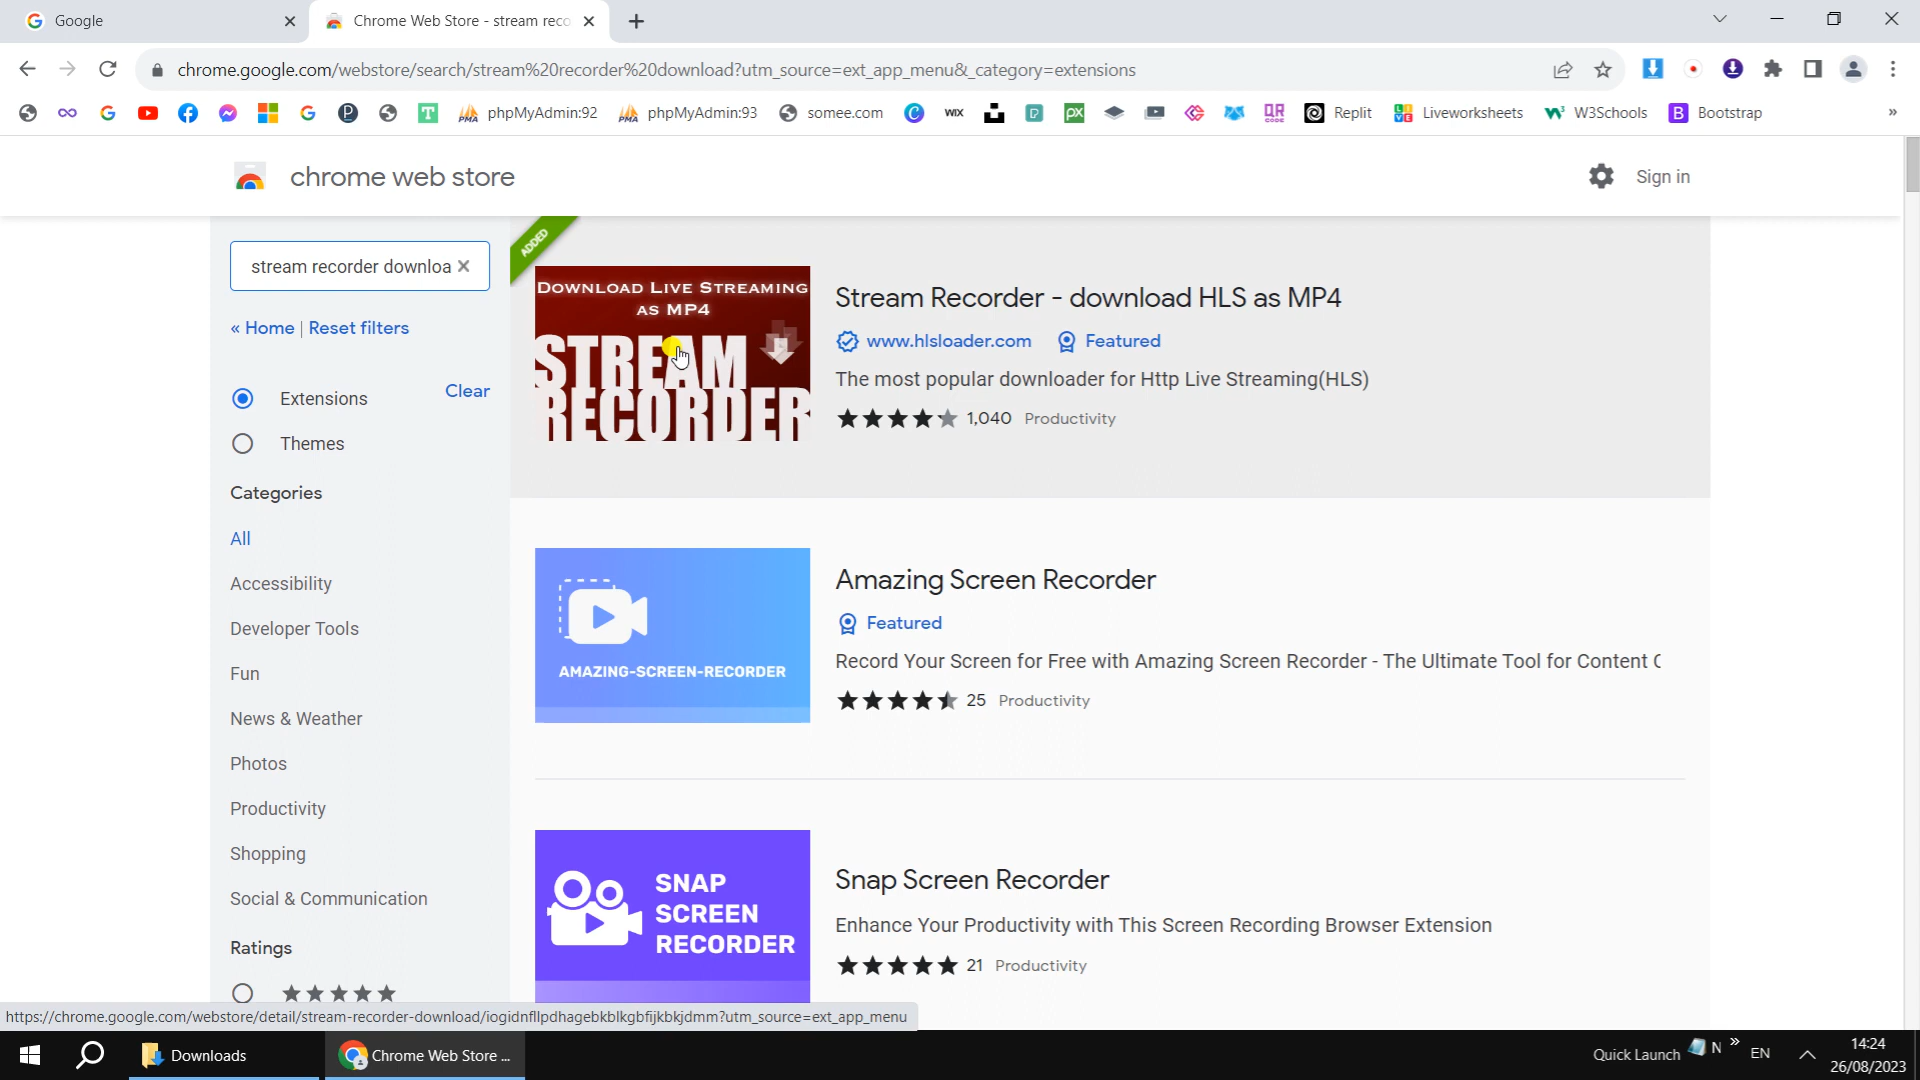 Google
Chrome Web Store - stream reco
chrome.google.com/webstore/search/stream%20recorder%20download?utm_source=ext_app_menu&_category=extensions
phpMyAdmin:92
phpMyAdmin:93
somee.com
WIX
QR
Replit
Liveworksheets
W3Schools
Bootstrap
»
chrome web store
Sign in
stream recorder downloa
« Home | Reset filters
Extensions
Clear
Themes
Categories
All
Accessibility
Developer Tools
Fun
News & Weather
Photos
Productivity
Shopping
Social & Communication
Ratings
ADDED
DOWNLOAD LIVE STREAMING
AS MP4
STREAM
RECORDER
Stream Recorder - download HLS as MP4
www.hlsloader.com Featured
The most popular downloader for Http Live Streaming(HLS)
1,040 Productivity
AMAZING-SCREEN-RECORDER
Amazing Screen Recorder
Featured
Record Your Screen for Free with Amazing Screen Recorder - The Ultimate Tool for Content C
25 Productivity
SNAP
SCREEN
RECORDER
Snap Screen Recorder
Enhance Your Productivity with This Screen Recording Browser Extension
21 Productivity
https://chrome.google.com/webstore/detail/stream-recorder-download/iogidnfllpdhagebkblkgbfijkbkjdmm?utm_source=ext_app_menu
Downloads
Chrome Web Store ...
Quick Launch
N
»
EN
14:24
26/08/2023